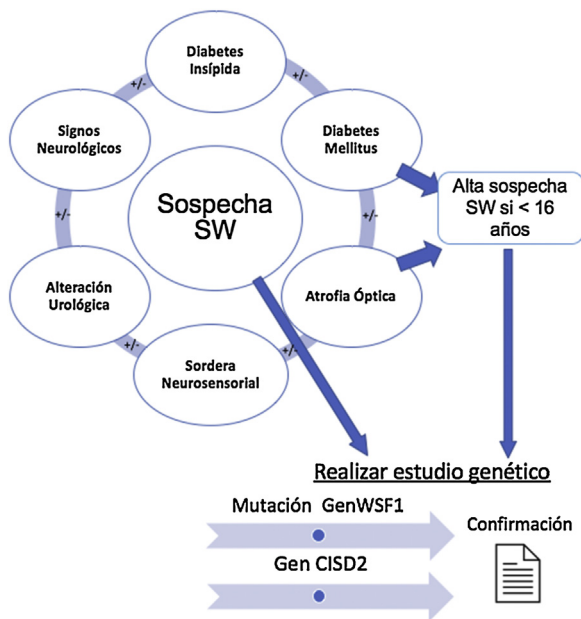 Diabetes
Insípida
+/-
+/-
Signos
Neurológicos
Diabetes
Mellitus
Sospecha
SW
Alta sospecha
SW si < 16
años
+/-
+/-
Alteración
Urológica
Atrofia Óptica
+/-
+/-
Sordera
Neurosensorial
Realizar estudio genético
Mutación GenWSF1
Confirmación
Gen CISD2